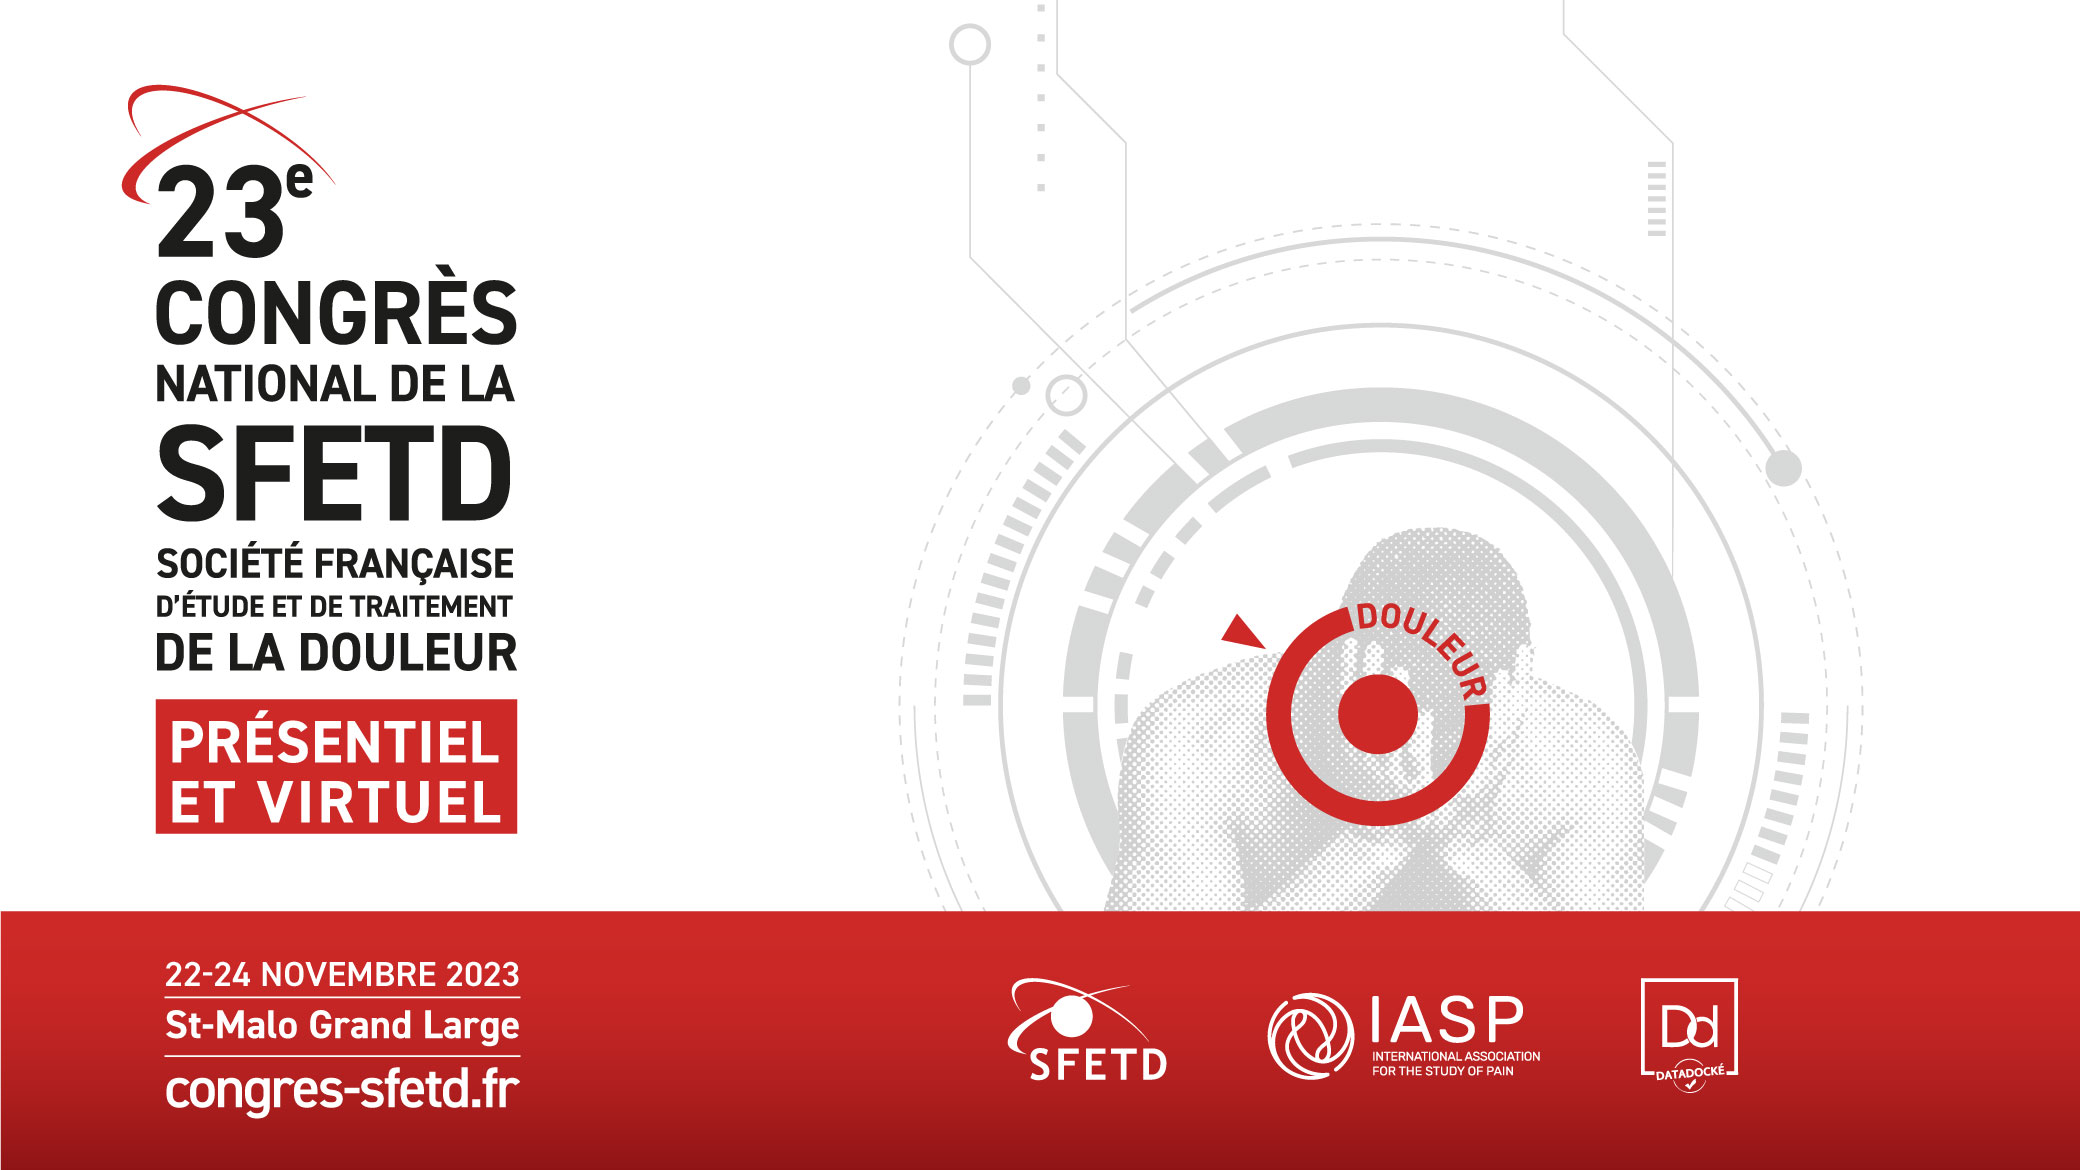 23e
CONGRÈS
NATIONAL DE LA
SFETD
SOCIÉTÉ FRANÇAISE
D'ÉTUDE ET DE TRAITEMENT
DE LA DOULEUR
PRÉSENTIEL
ET VIRTUEL
DOULEUR
22-24 NOVEMBRE 2023
St-Malo Grand Large
congres-sfetd.fr
SFETD
IASP
INTERNATIONAL ASSOCIATION
FOR THE STUDY OF PAIN
Dd
DATADOCKÉ